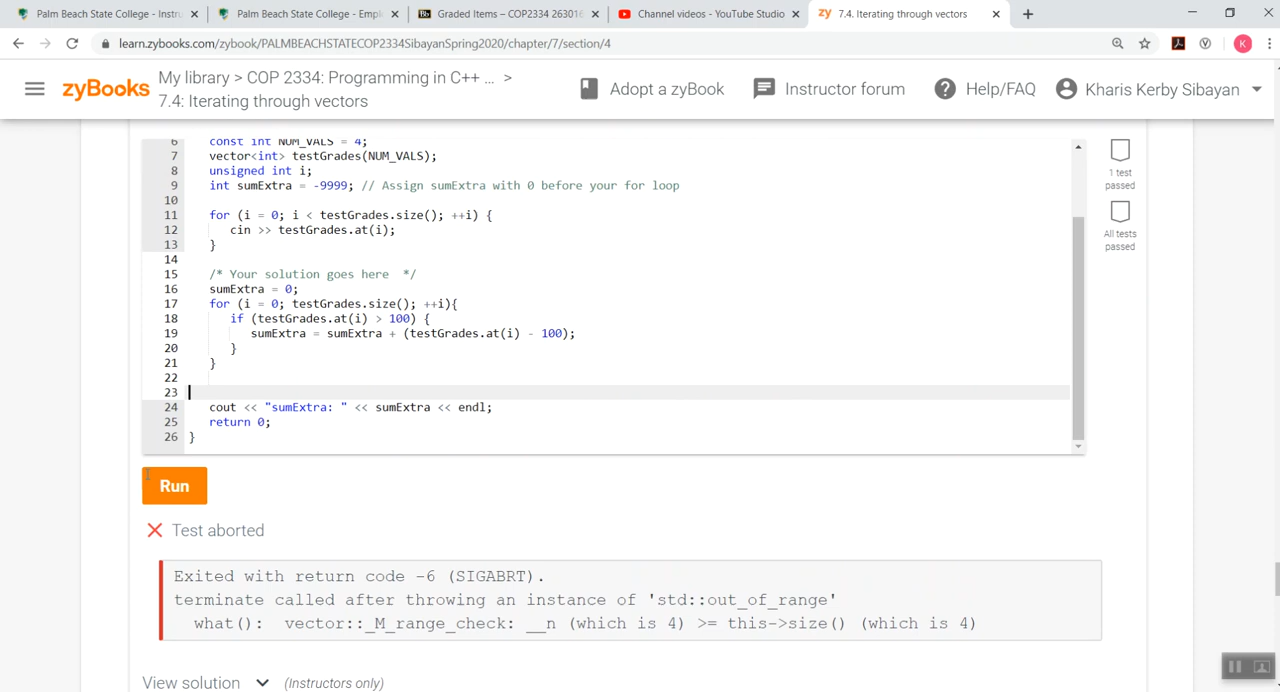 Palm Beach State College - Instru
Palm Beach State College - Empl
Bb Graded Items – COP2334 26301
Channel videos - YouTube Studio
zy 7.4. Iterating through vectors
learn.zybooks.com/zybook/PALMBEACHSTATECOP2334SibayanSpring2020/chapter/7/section/4
K
zyBooks
My library > COP 2334: Programming in C++ ... >
7.4: Iterating through vectors
Adopt a zyBook
Instructor forum
Help/FAQ
Kharis Kerby Sibayan
6 const int NUM_VALS = 4;
7 vector<int> testGrades(NUM_VALS);
8 unsigned int i;
9 int sumExtra = -9999; // Assign sumExtra with 0 before your for loop
10
11 for (i = 0; i < testGrades.size(); ++i) {
12 cin >> testGrades.at(i);
13 }
14
15 /* Your solution goes here */
16 sumExtra = 0;
17 for (i = 0; testGrades.size(); ++i){
18 if (testGrades.at(i) > 100) {
19 sumExtra = sumExtra + (testGrades.at(i) - 100);
20 }
21 }
22
23
24 cout << "sumExtra: " << sumExtra << endl;
25 return 0;
26 }
1 test
passed
All tests
passed
Run
Test aborted
Exited with return code -6 (SIGABRT).
terminate called after throwing an instance of 'std::out_of_range'
what(): vector::_M_range_check: __n (which is 4) >= this->size() (which is 4)
View solution (Instructors only)